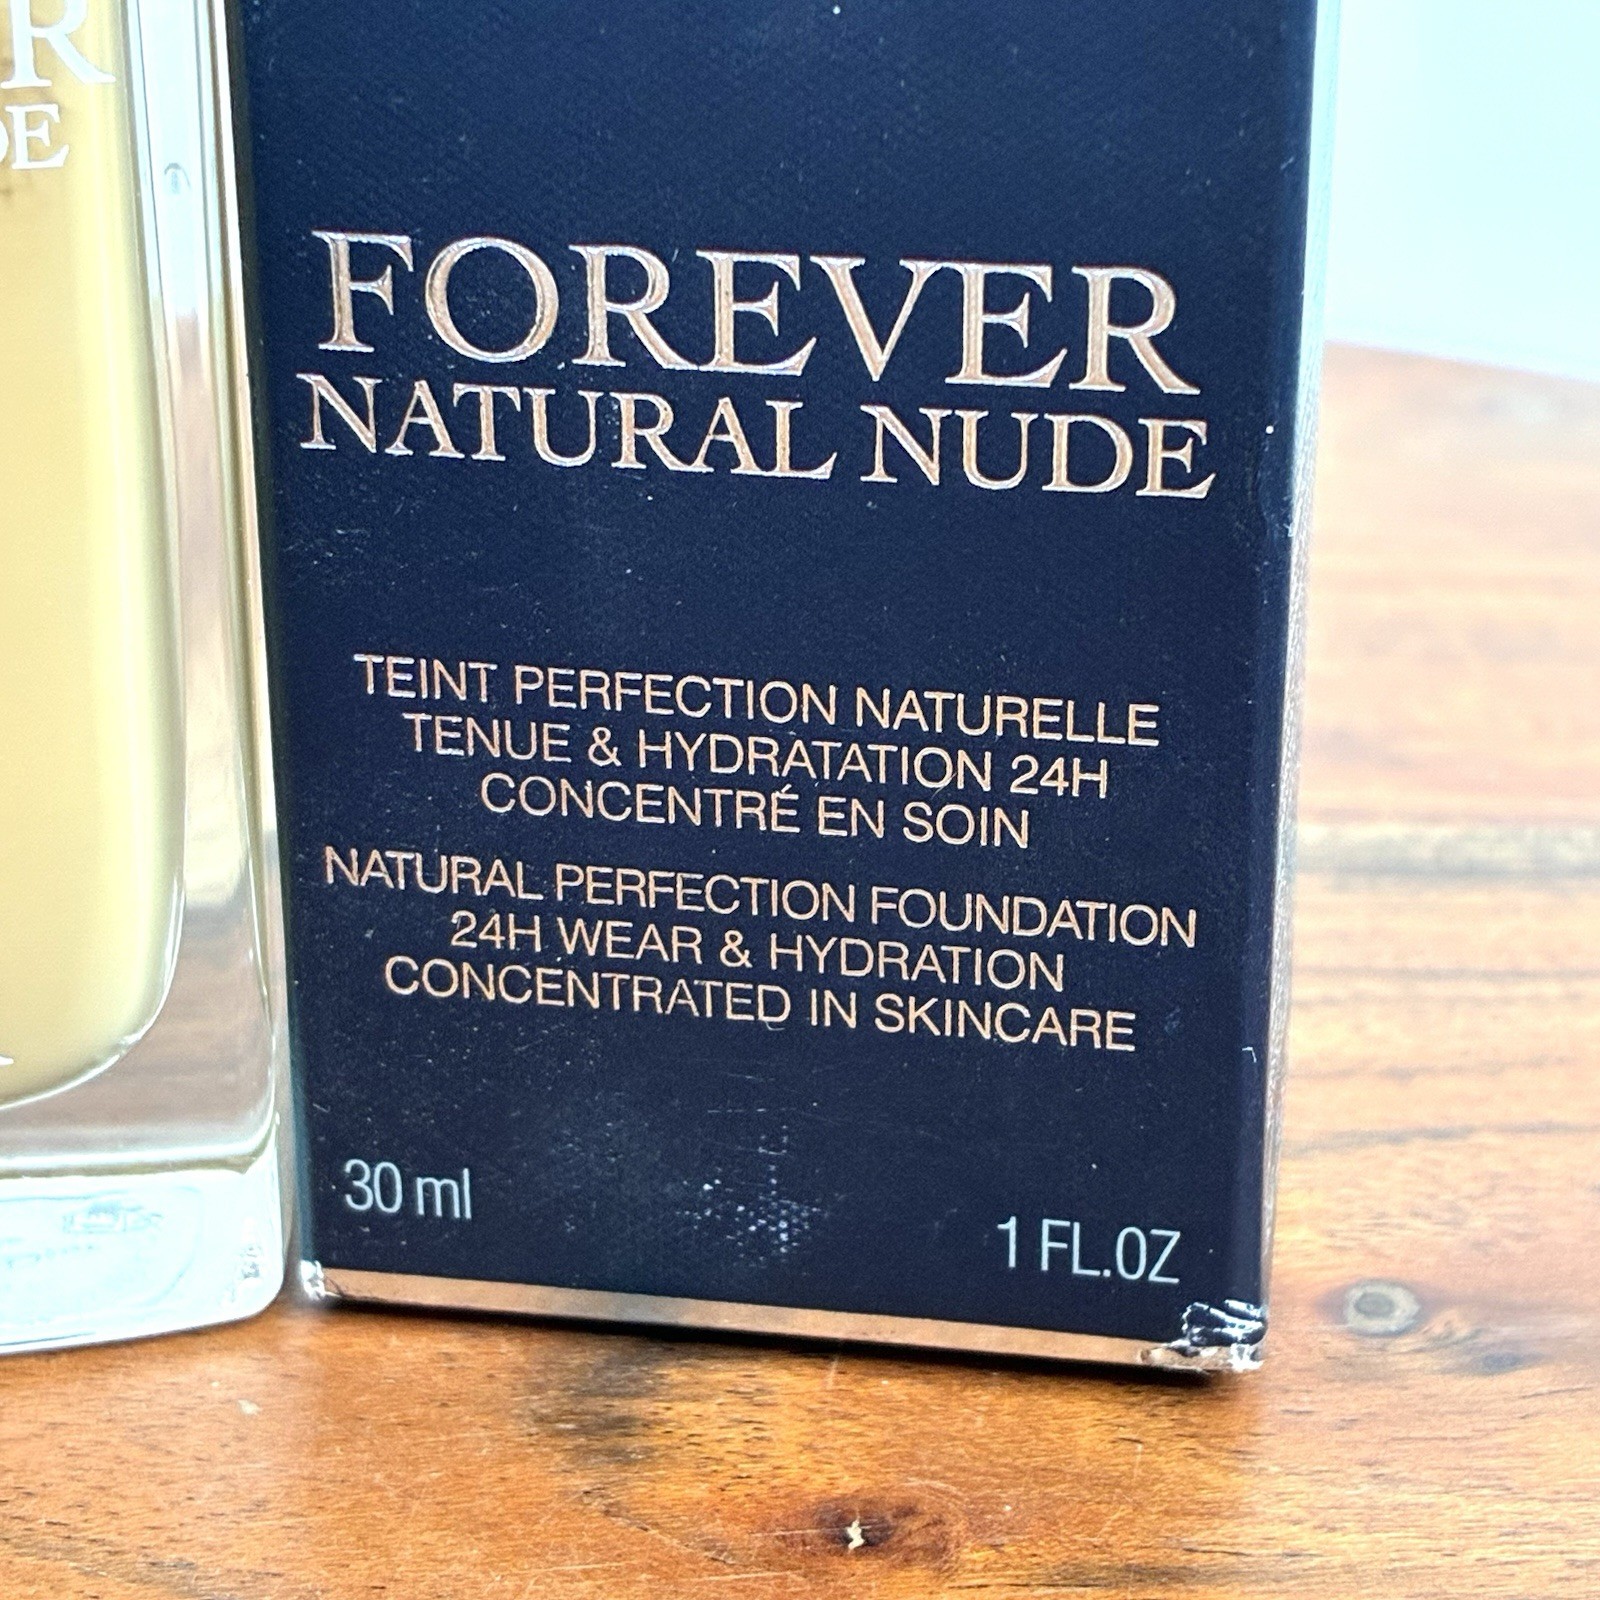 FOREVER
NATURAL NUDE
TEINT PERFECTION NATURELLE
TENUE & HYDRATATION 24H
CONCENTRÉ EN SOIN
NATURAL PERFECTION FOUNDATION
24H WEAR & HYDRATION
CONCENTRATED IN SKINCARE
30 ml
1 FL.OZ